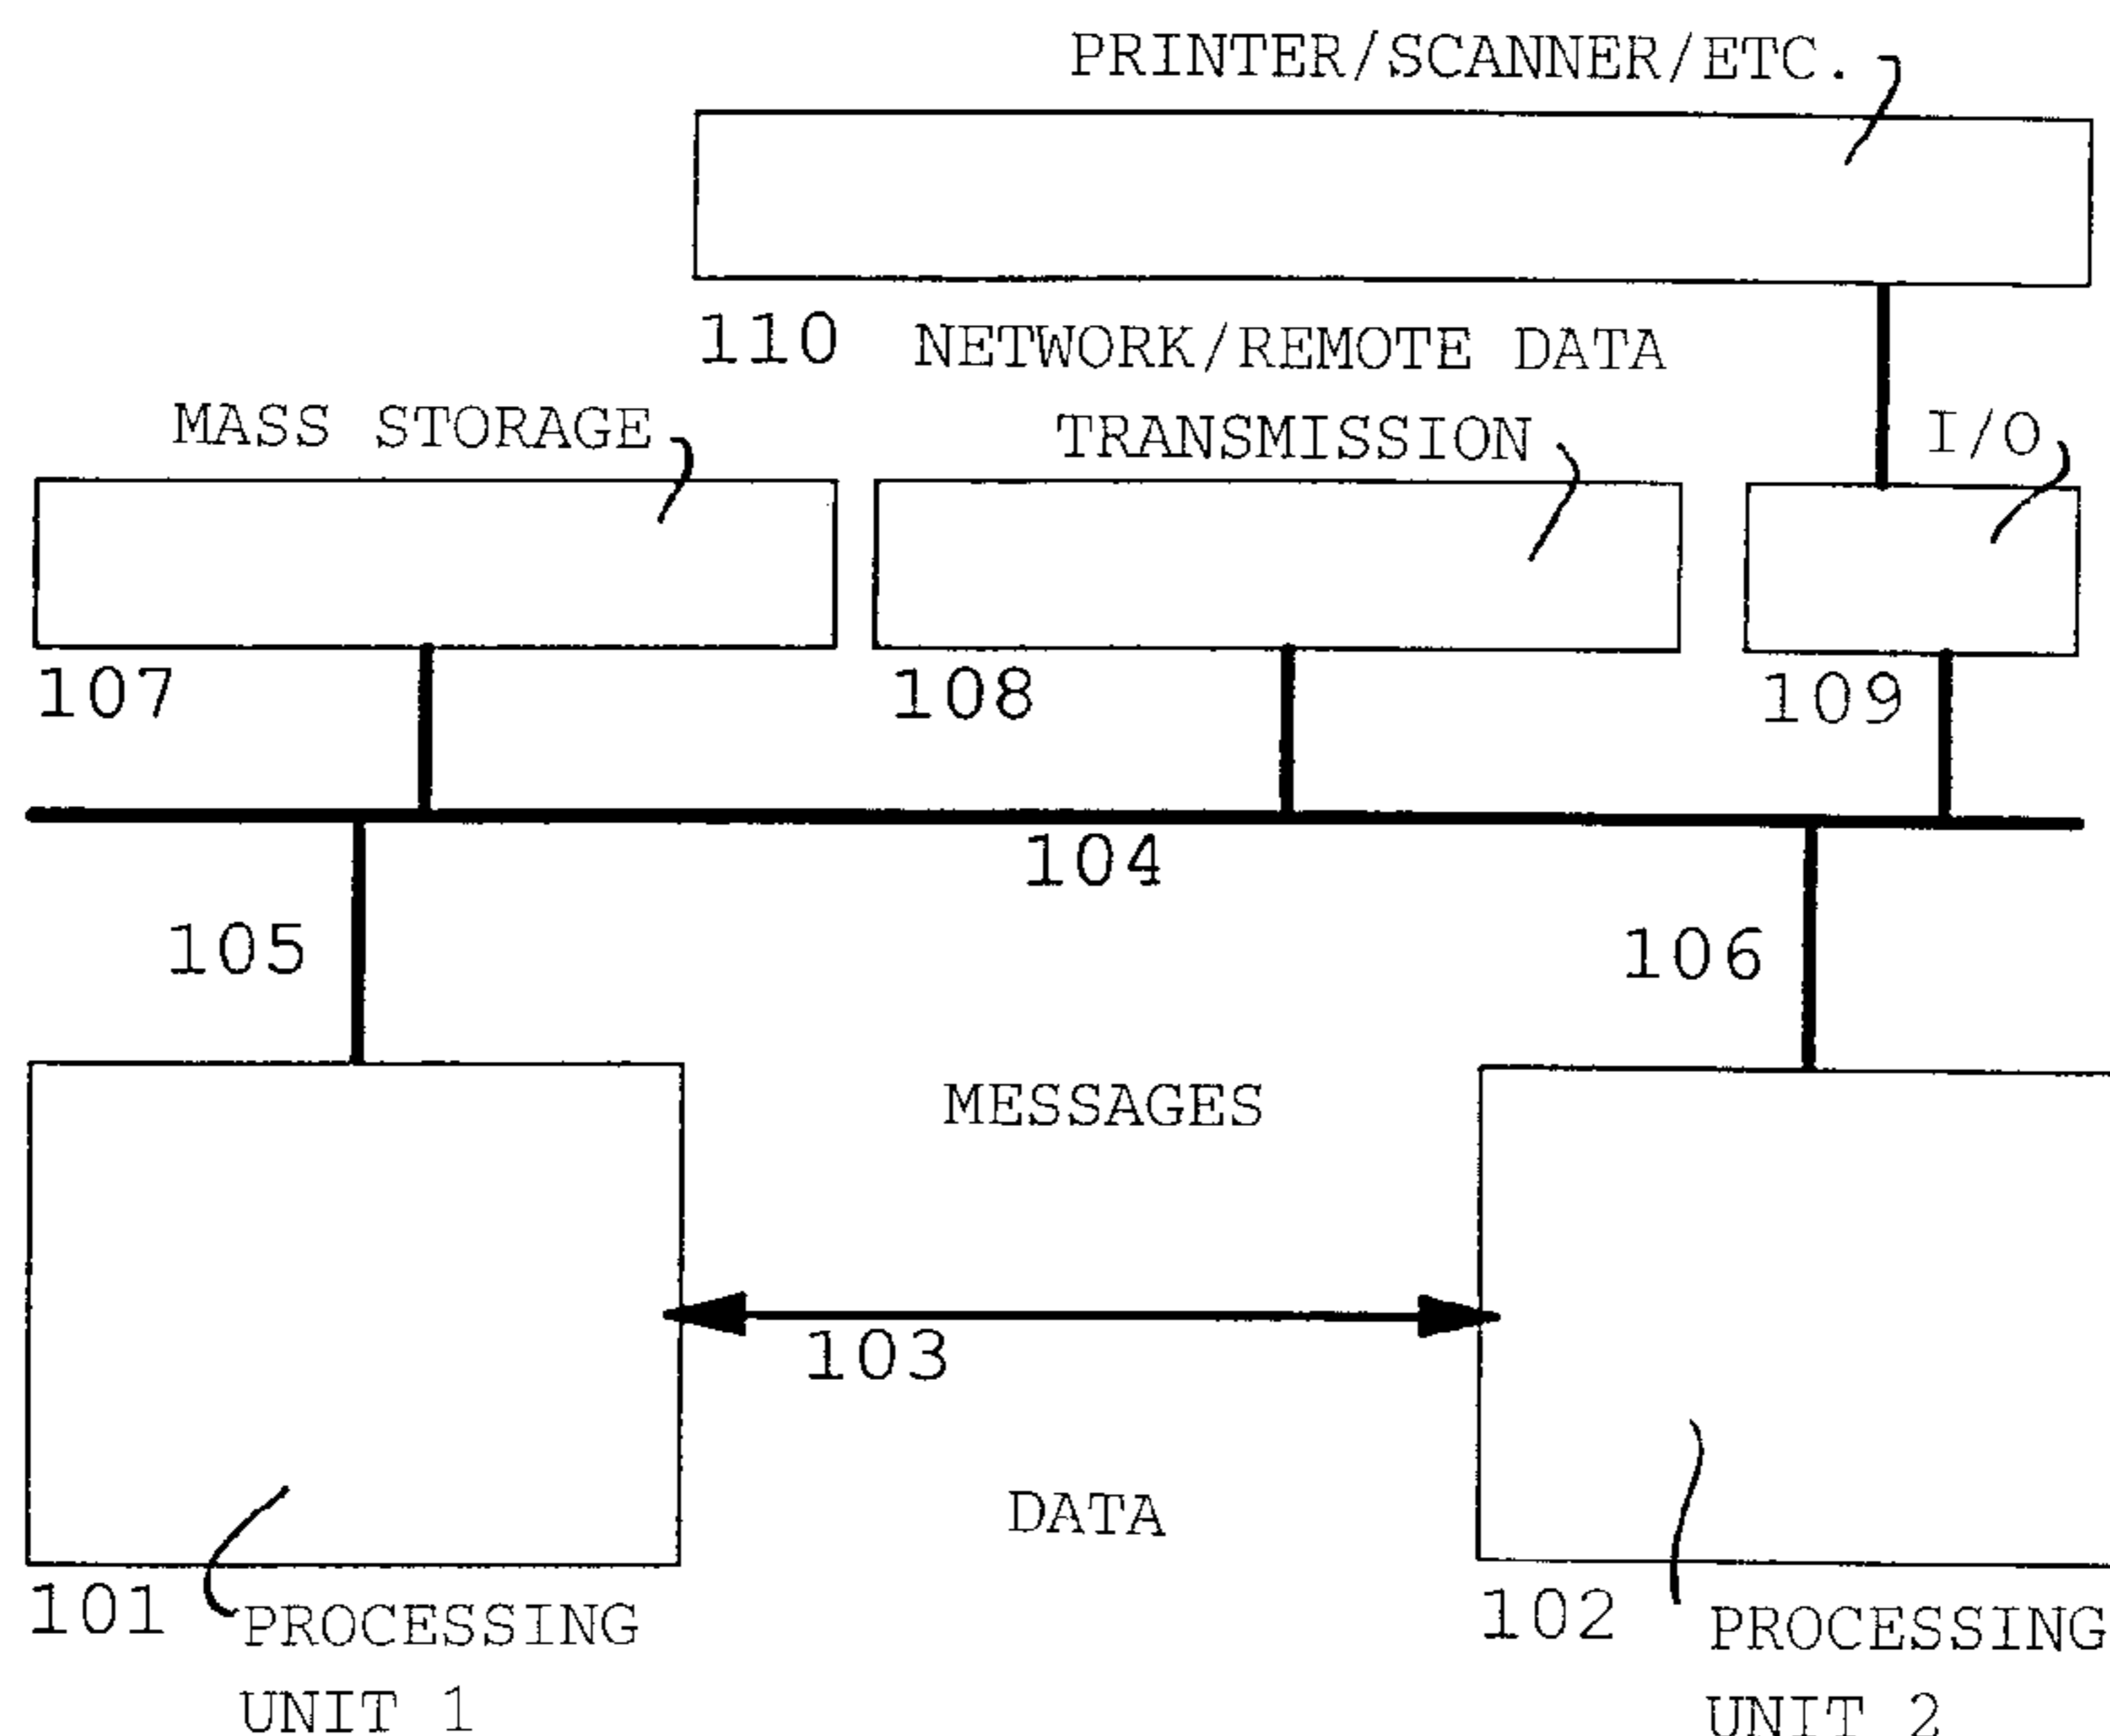 PRINTER/SCANNER/ETC.
110 NETWORK/REMOTE DATA
TRANSMISSION
MASS STORAGE
I/O
107
108
109
104
105
106
MESSAGES
103
DATA
101 PROCESSING
UNIT 1
102 PROCESSING
UNIT 2